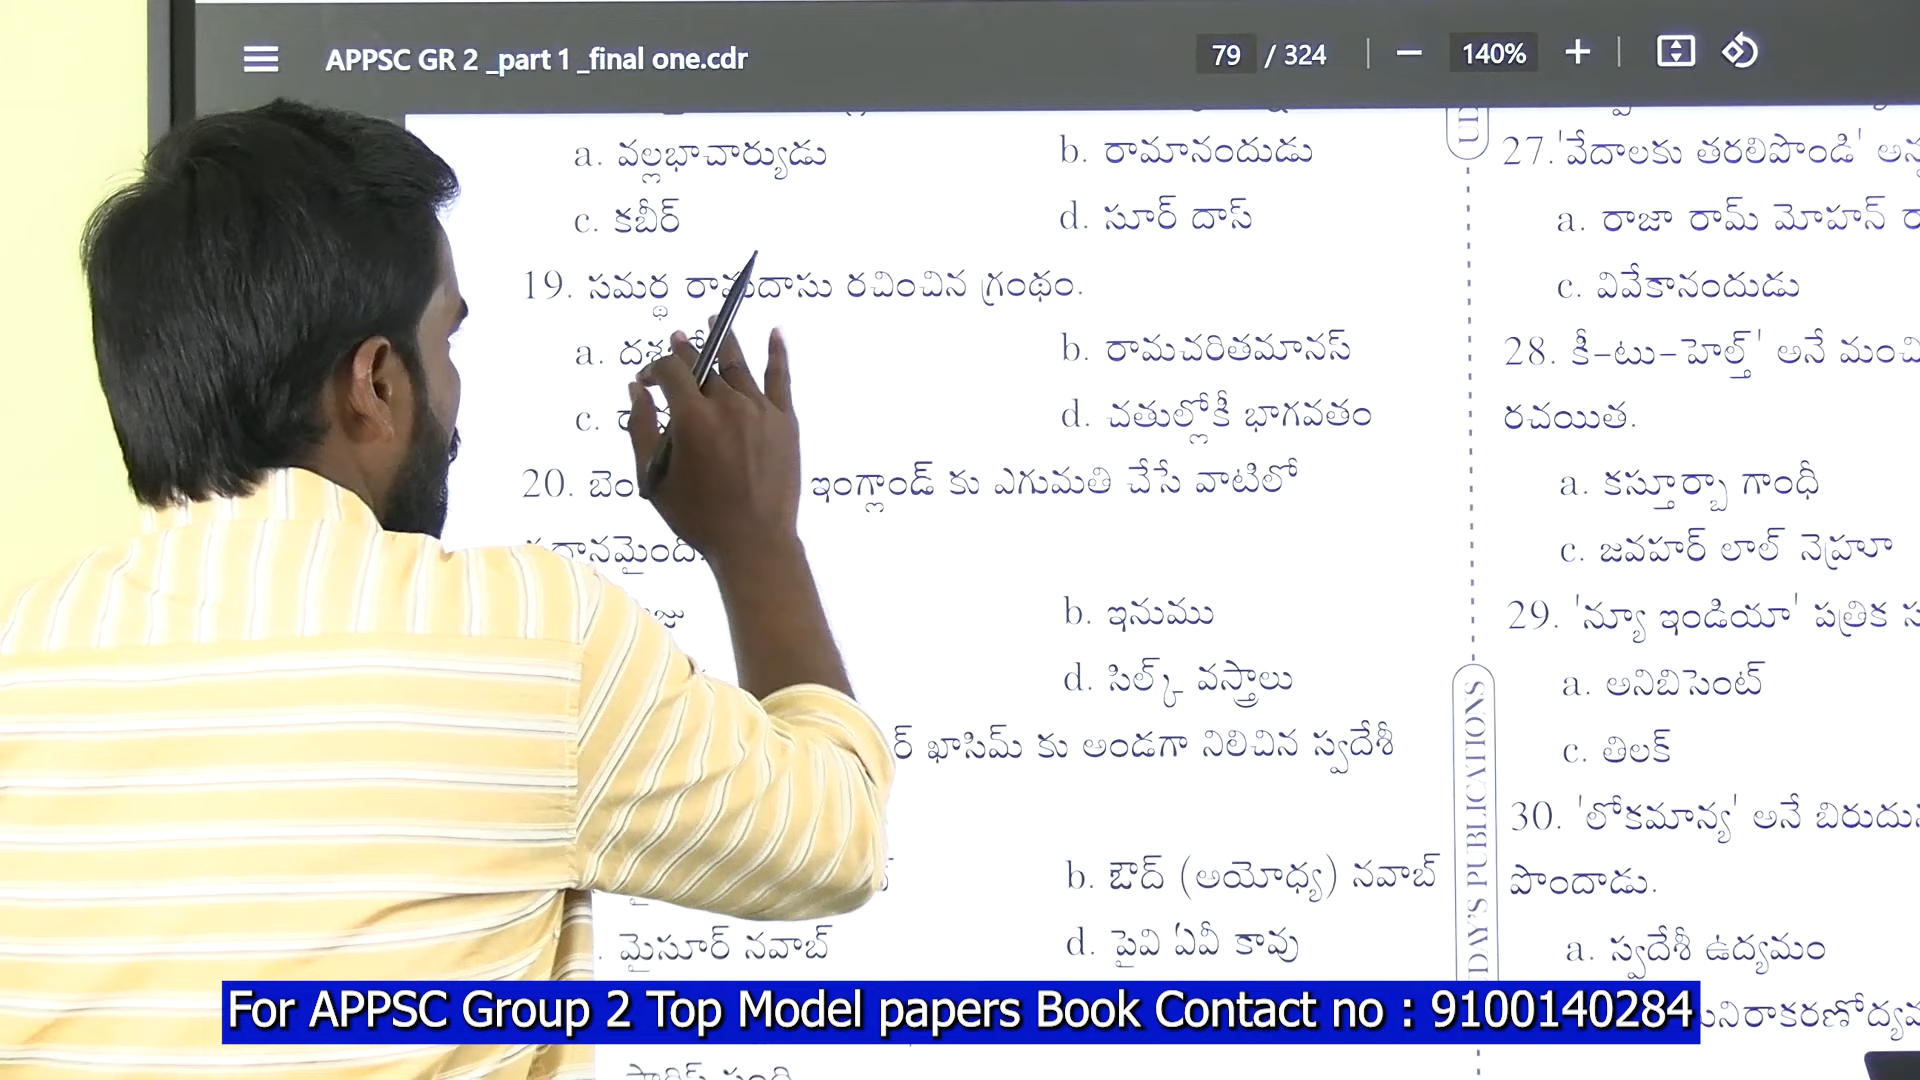 APPSC GR 2 _part 1 _final one.cdr
79 / 324
140%
a. వల్లభాచార్యుడు
b. రామానందుడు
c. కబీర్
d. సూర్ దాస్
19. సమర్థ రామదాసు రచించిన గ్రంథం.
a.
b. రామచరితమానస్
c.
d. చతుల్లోకీ భాగవతం
20. ఇంగ్లాండ్ కు ఎగుమతి చేసే వాటిలో
b. ఇనుము
d. సిల్క్ వస్త్రాలు
ఖాసిమ్ కు అండగా నిలిచిన స్వదేశీ
b. ఔద్ (అయోధ్య) నవాబ్
మైసూర్ నవాబ్
d. పైవి ఏవీ కావు
DAY'S PUBLICATIONS
27. 'వేదాలకు తరలిపొండి'
a. రాజా రామ్ మోహన్
c. వివేకానందుడు
28. కీ-టు-హెల్త్' అనే
రచయిత.
a. కస్తూర్బా గాంధీ
c. జవహర్ లాల్ నెహ్రూ
29. 'న్యూ ఇండియా' పత్రిక
a. అనిబిసెంట్
c. తిలక్
30. 'లోకమాన్య' అనే
పొందాడు.
a. స్వదేశీ ఉద్యమం
For APPSC Group 2 Top Model papers Book Contact no : 9100140284